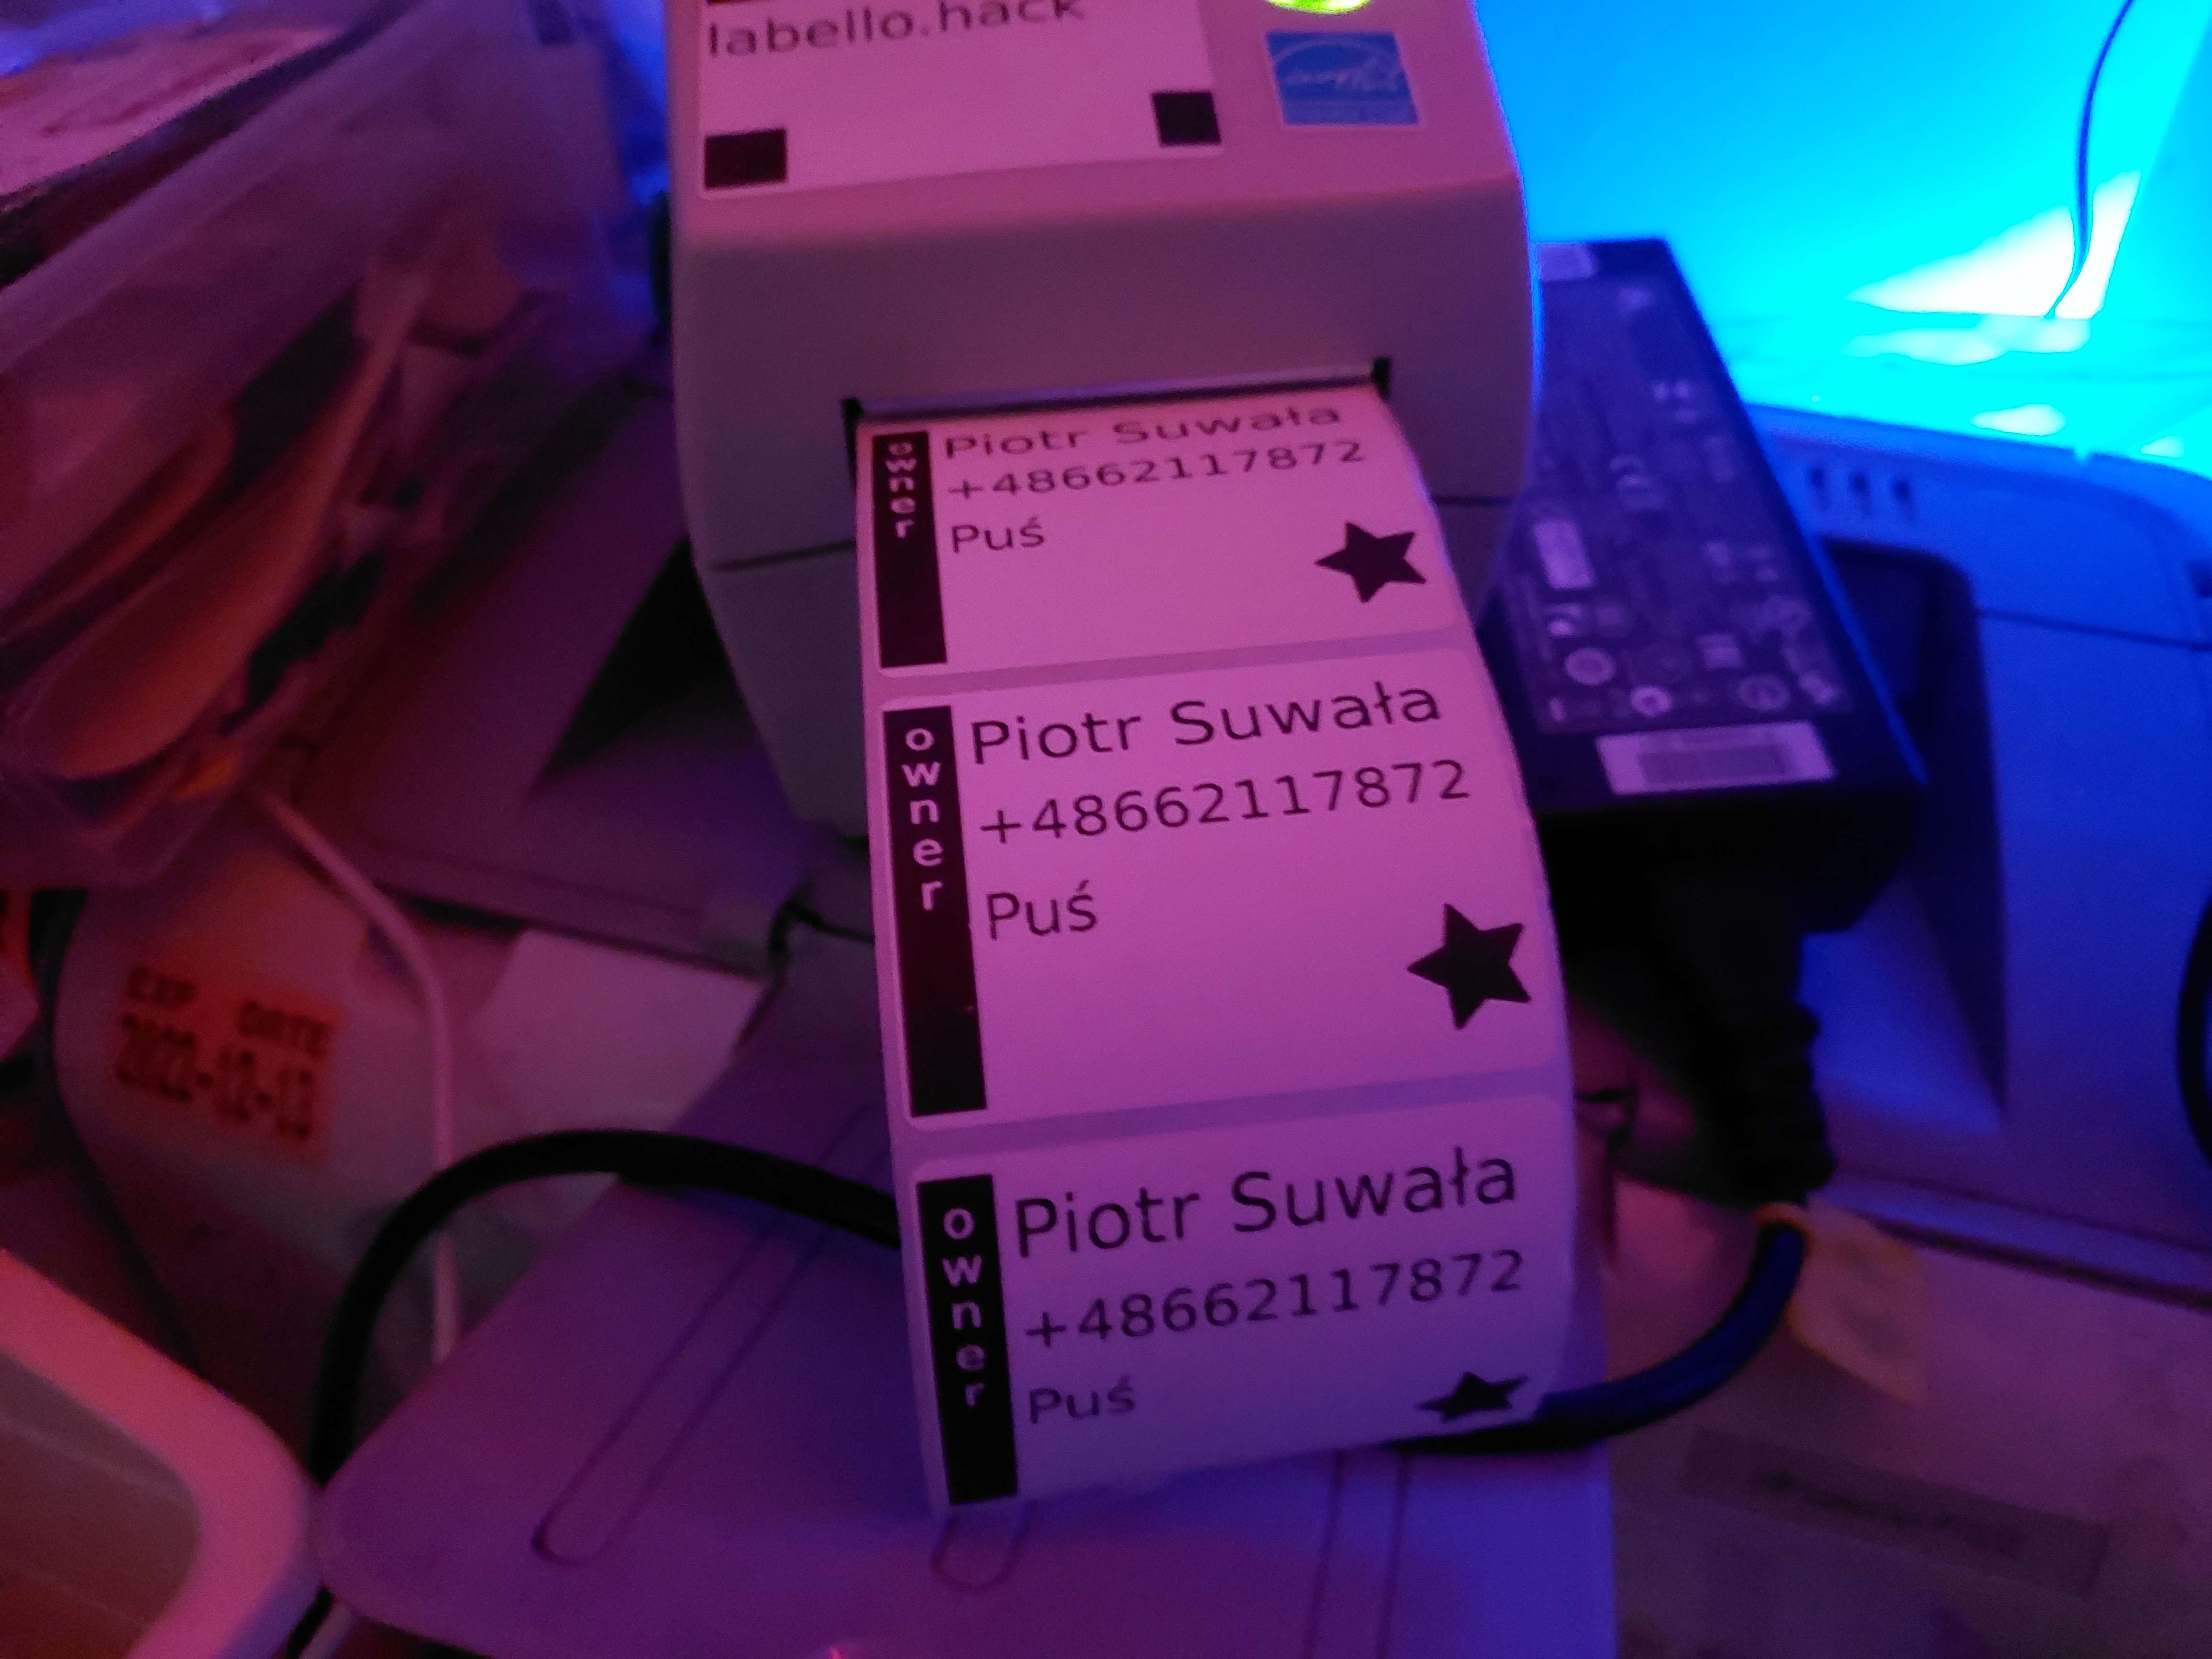 labello.hack
owner
Piotr Suwała
+48662117872
Puś
owner
Piotr Suwała
+48662117872
Puś
owner
Piotr Suwała
+48662117872
Puś
EXP. DATE
2022-12-13